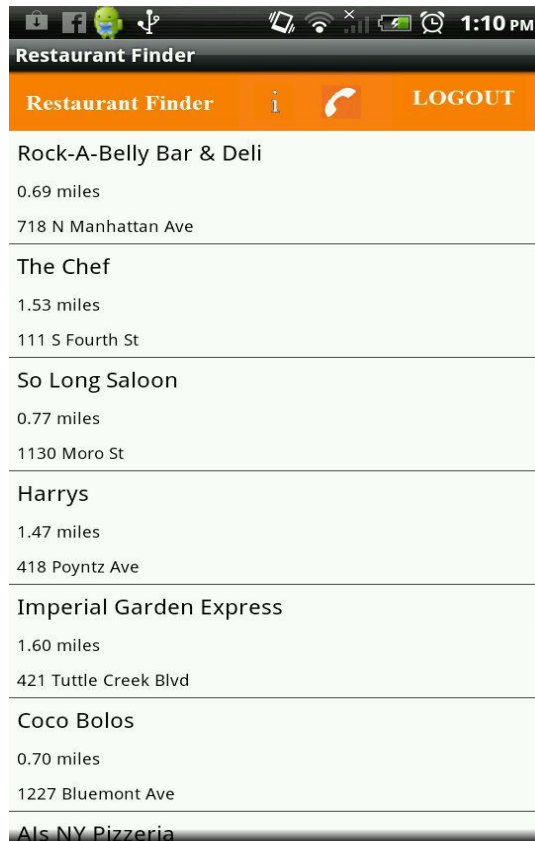 1:10 PM
Restaurant Finder
Restaurant Finder i LOGOUT
Rock-A-Belly Bar & Deli
0.69 miles
718 N Manhattan Ave
The Chef
1.53 miles
111 S Fourth St
So Long Saloon
0.77 miles
1130 Moro St
Harrys
1.47 miles
418 Poyntz Ave
Imperial Garden Express
1.60 miles
421 Tuttle Creek Blvd
Coco Bolos
0.70 miles
1227 Bluemont Ave
AJs NY Pizzeria